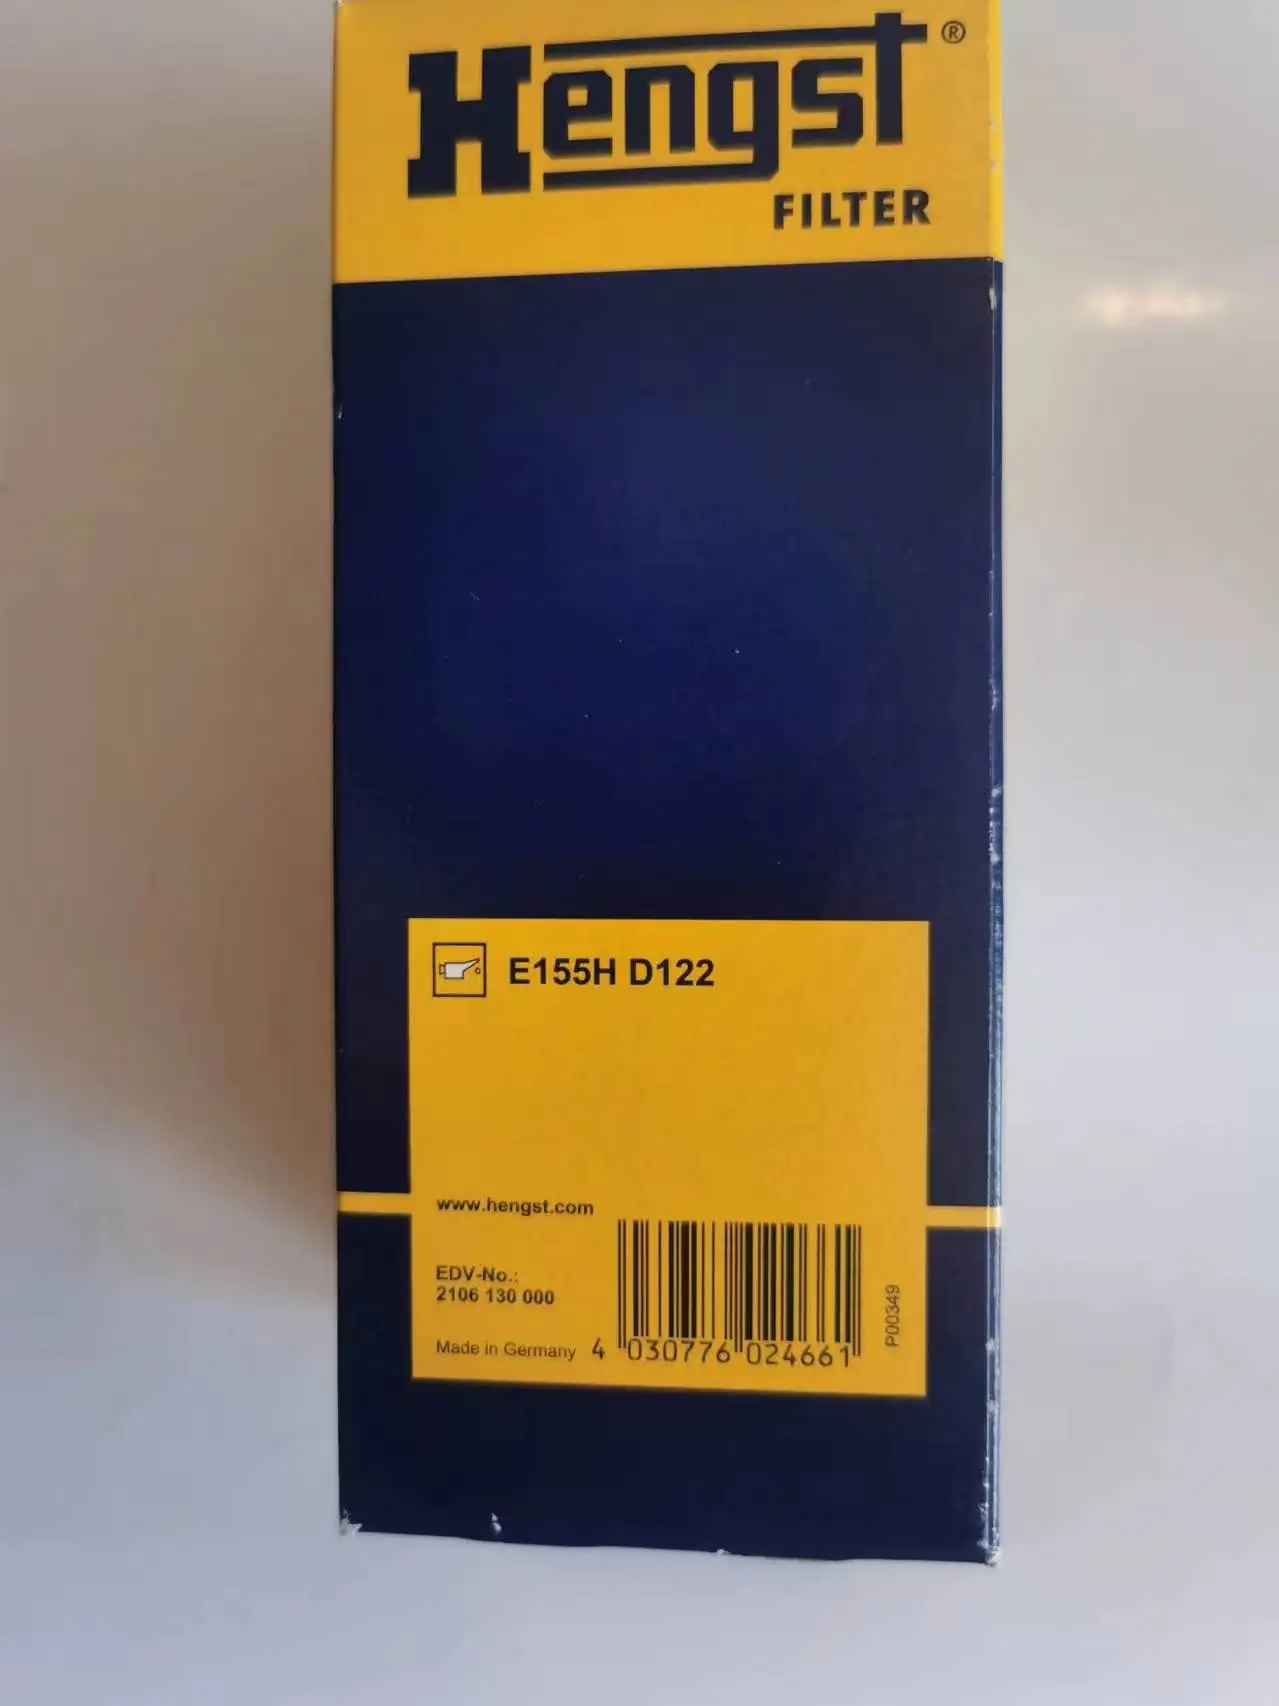 Hengst®
FILTER
E155H D122
www.hengst.com
EDV-No.:
2106 130 000
Made in Germany
4 030776 024661
P00349